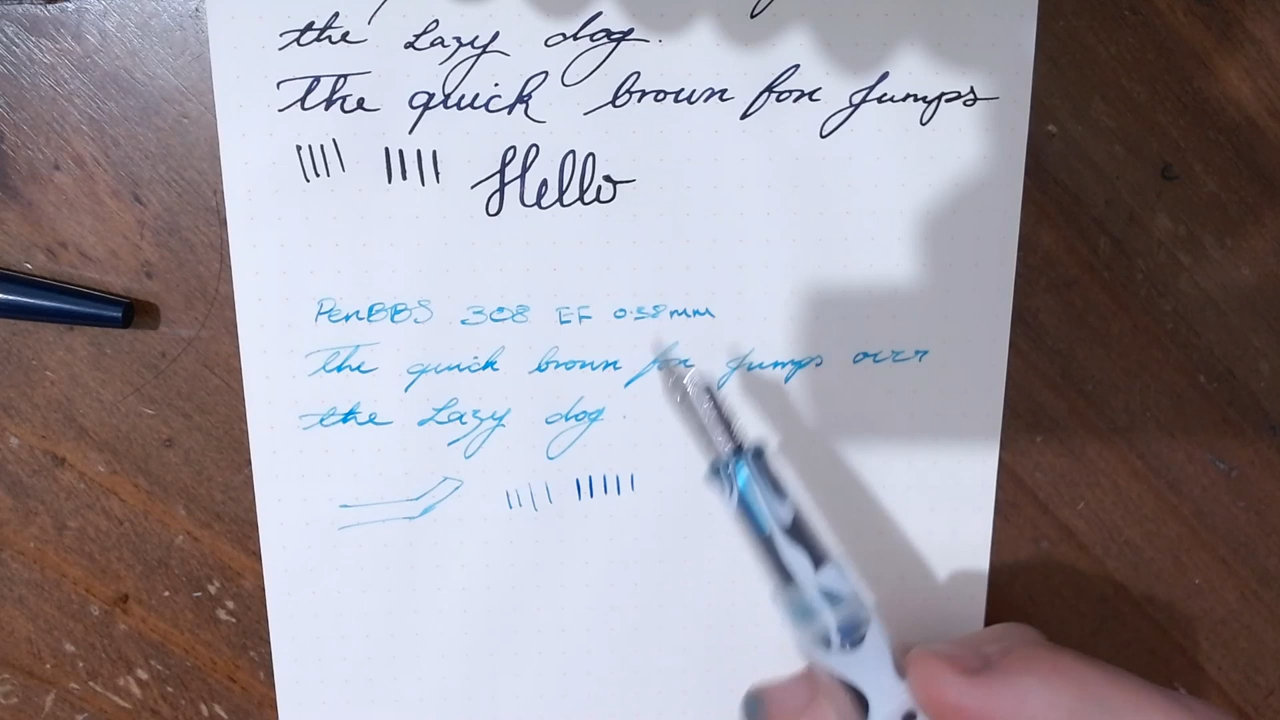 the Lazy dog.
The quick brown fox Jumps
Hello
PenBBS 308 EF 0.38mm
The quick brown fox Jumps over
the Lazy dog.